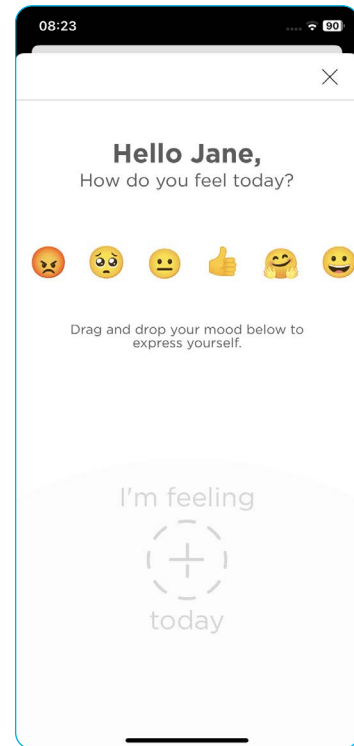 08:23
90
Hello Jane,
How do you feel today?
Drag and drop your mood below to
express yourself.
I'm feeling
today